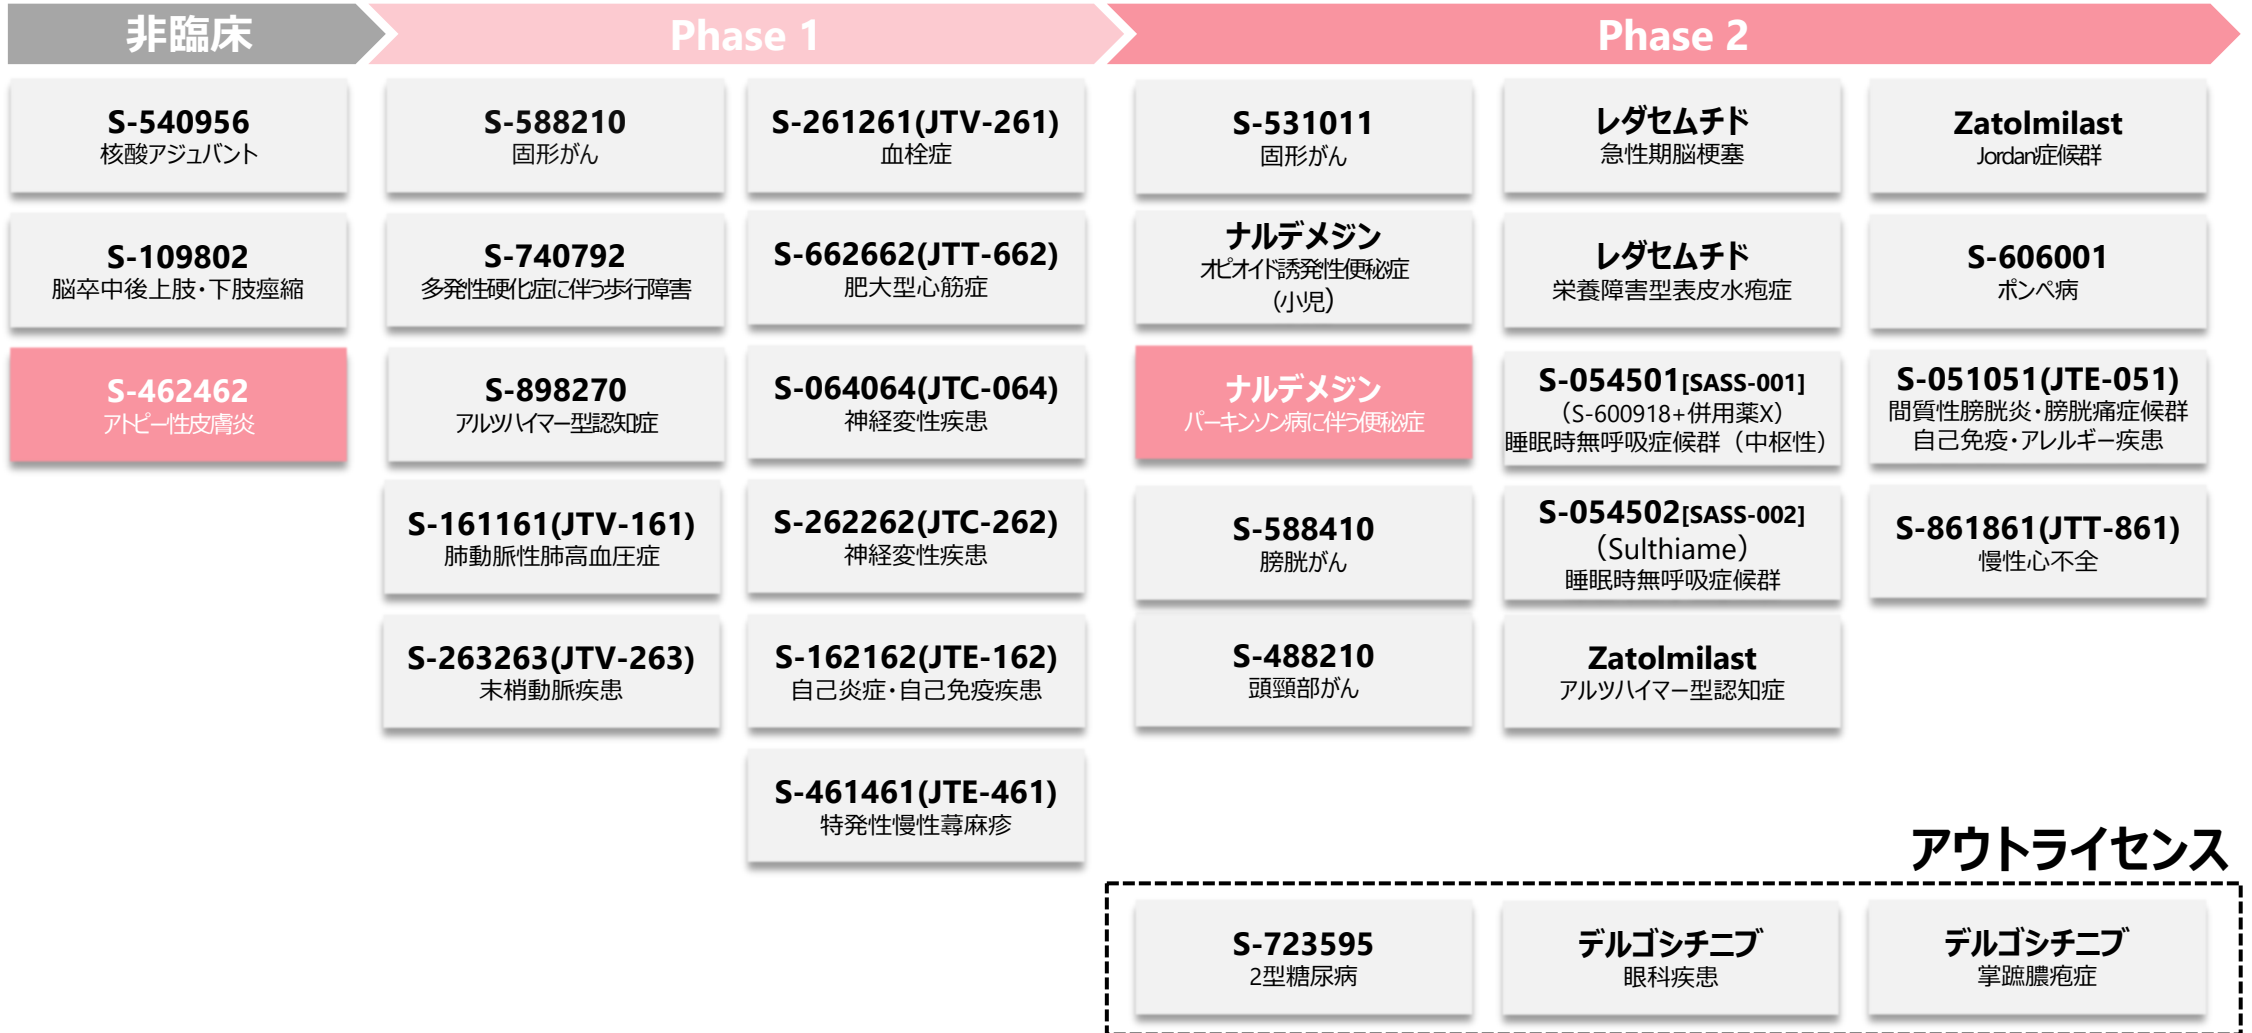 非臨床
Phase 1
Phase 2
S-540956
核酸アジュバント
S-109802
脳卒中後上肢・下肢痙縮
S-462462
アトピー性皮膚炎
S-588210
固形がん
S-740792
多発性硬化症に伴う歩行障害
S-898270
アルツハイマー型認知症
S-161161(JTV-161)
肺動脈性肺高血圧症
S-263263(JTV-263)
末梢動脈疾患
S-261261(JTV-261)
血栓症
S-662662(JTT-662)
肥大型心筋症
S-064064(JTC-064)
神経変性疾患
S-262262(JTC-262)
神経変性疾患
S-162162(JTE-162)
自己炎症・自己免疫疾患
S-461461(JTE-461)
特発性慢性蕁麻疹
S-531011
固形がん
ナルデメジン
オピオイド誘発性便秘症
(小児)
ナルデメジン
パーキンソン病に伴う便秘症
S-588410
膀胱がん
S-488210
頭頸部がん
レダセムチド
急性期脳梗塞
レダセムチド
栄養障害型表皮水疱症
S-054501[SASS-001]
（S-600918+併用薬X）
睡眠時無呼吸症候群（中枢性）
S-054502[SASS-002]
（Sulthiame）
睡眠時無呼吸症候群
Zatolmilast
アルツハイマー型認知症
Zatolmilast
Jordan症候群
S-606001
ポンペ病
S-051051(JTE-051)
間質性膀胱炎・膀胱痛症候群
自己免疫・アレルギー疾患
S-861861(JTT-861)
慢性心不全
アウトライセンス
S-723595
2型糖尿病
デルゴシチニブ
眼科疾患
デルゴシチニブ
掌蹠膿疱症